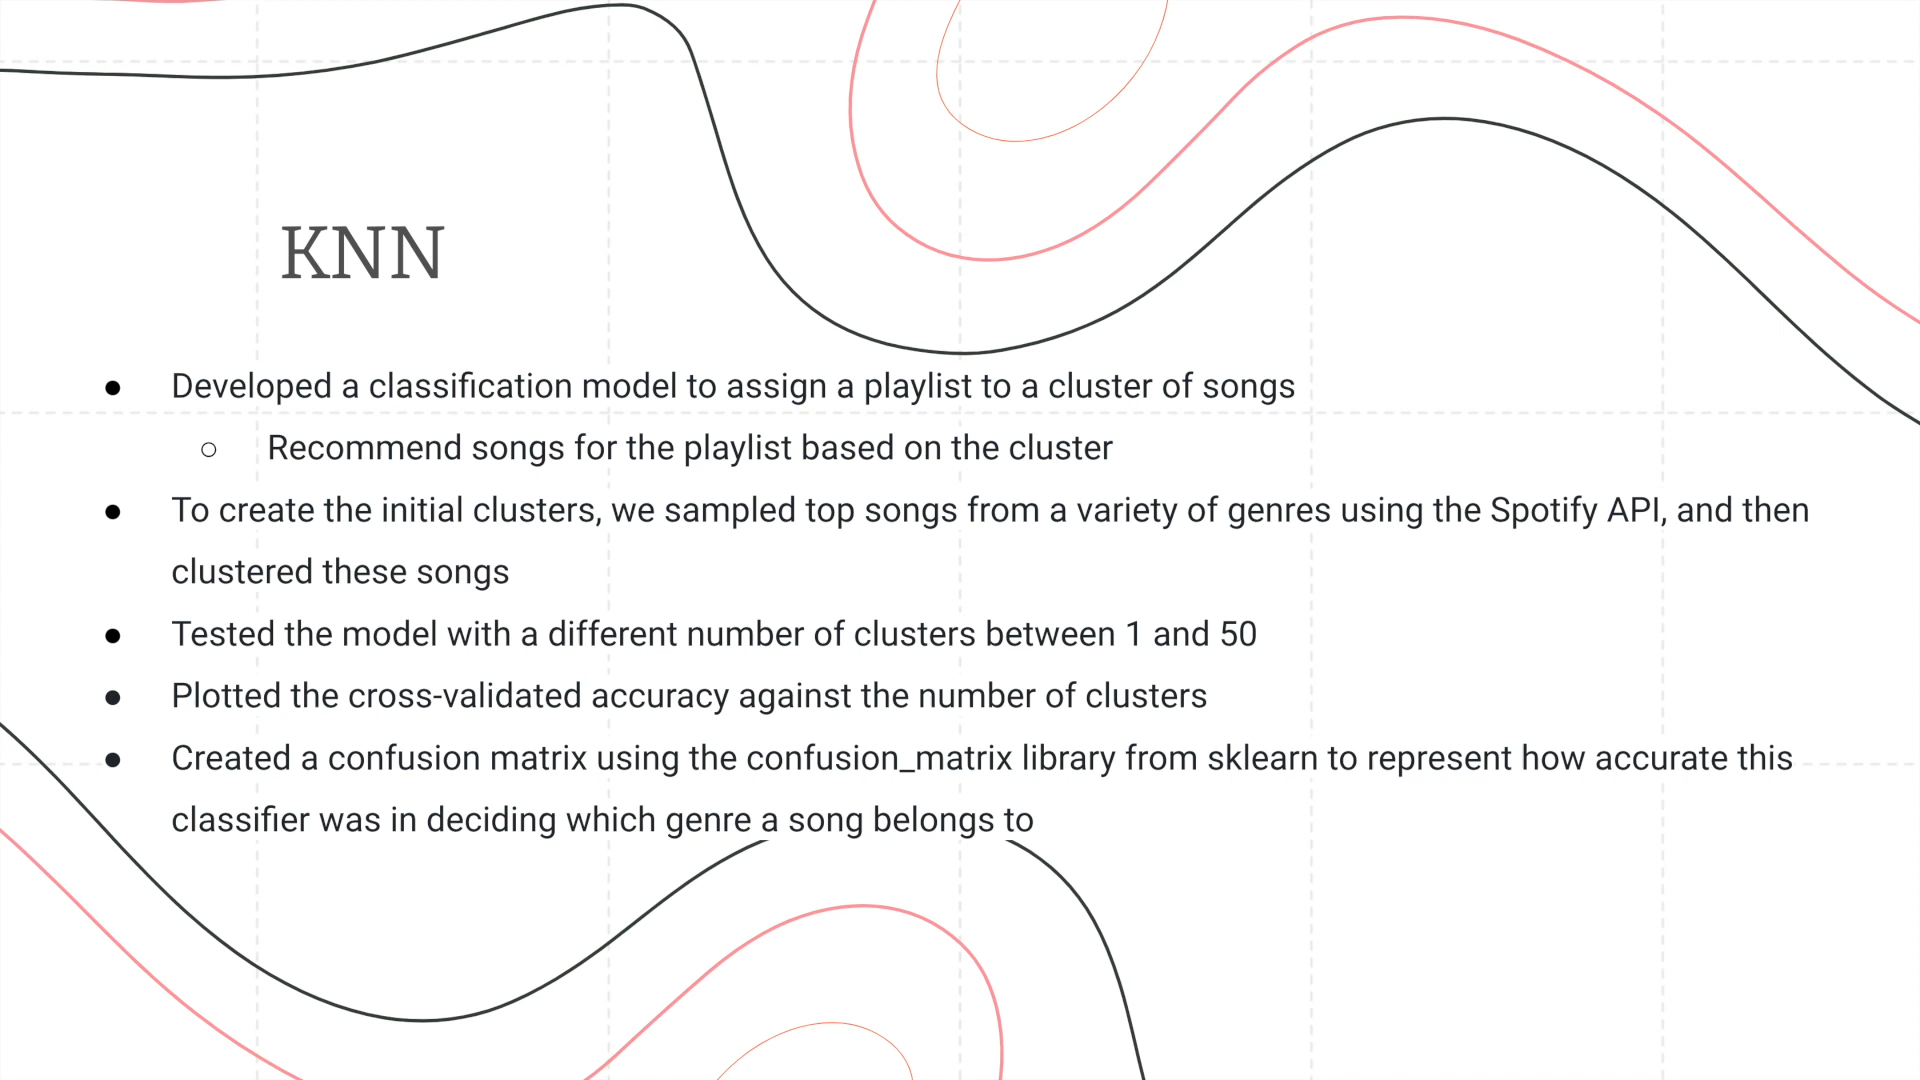 KNN
● Developed a classification model to assign a playlist to a cluster of songs
○ Recommend songs for the playlist based on the cluster
● To create the initial clusters, we sampled top songs from a variety of genres using the Spotify API, and then
clustered these songs
● Tested the model with a different number of clusters between 1 and 50
● Plotted the cross-validated accuracy against the number of clusters
● Created a confusion matrix using the confusion_matrix library from sklearn to represent how accurate this
classifier was in deciding which genre a song belongs to